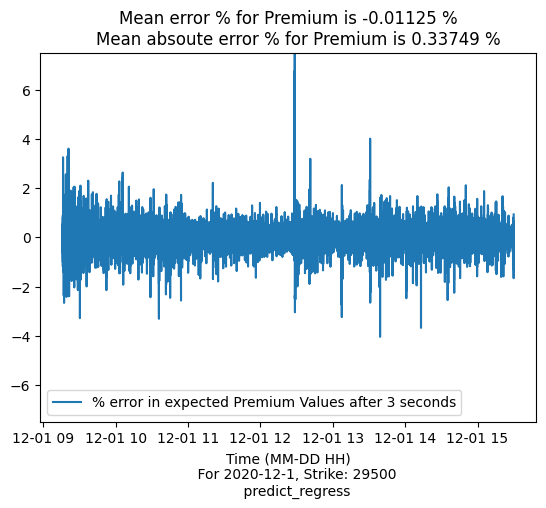 Mean error % for Premium is -0.01125 %
Mean absoute error % for Premium is 0.33749 %
6
4
2
0
−2
−4
−6
% error in expected Premium Values after 3 seconds
12-01 09 12-01 10 12-01 11 12-01 12 12-01 13 12-01 14 12-01 15
Time (MM-DD HH)
For 2020-12-1, Strike: 29500
predict_regress